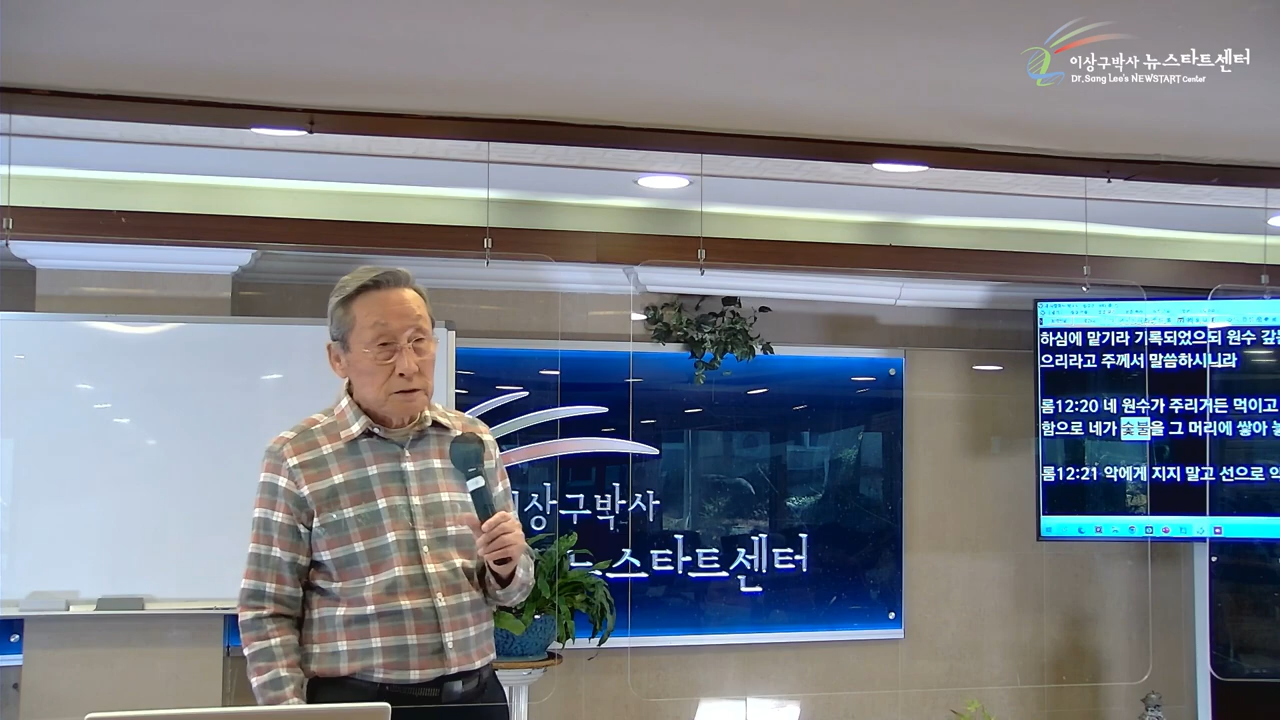 이상구박사 뉴스타트센터
Dr. Sang Lee's NEWSTART Center
하심에 맡기라 기록되었으되 원수 갚
으리라고 주께서 말씀하시니라
롬12:20 네 원수가 주리거든 먹이고
함으로 네가 숯불을 그 머리에 쌓아
롬12:21 악에게 지지 말고 선으로
이상구박사
뉴스타트센터